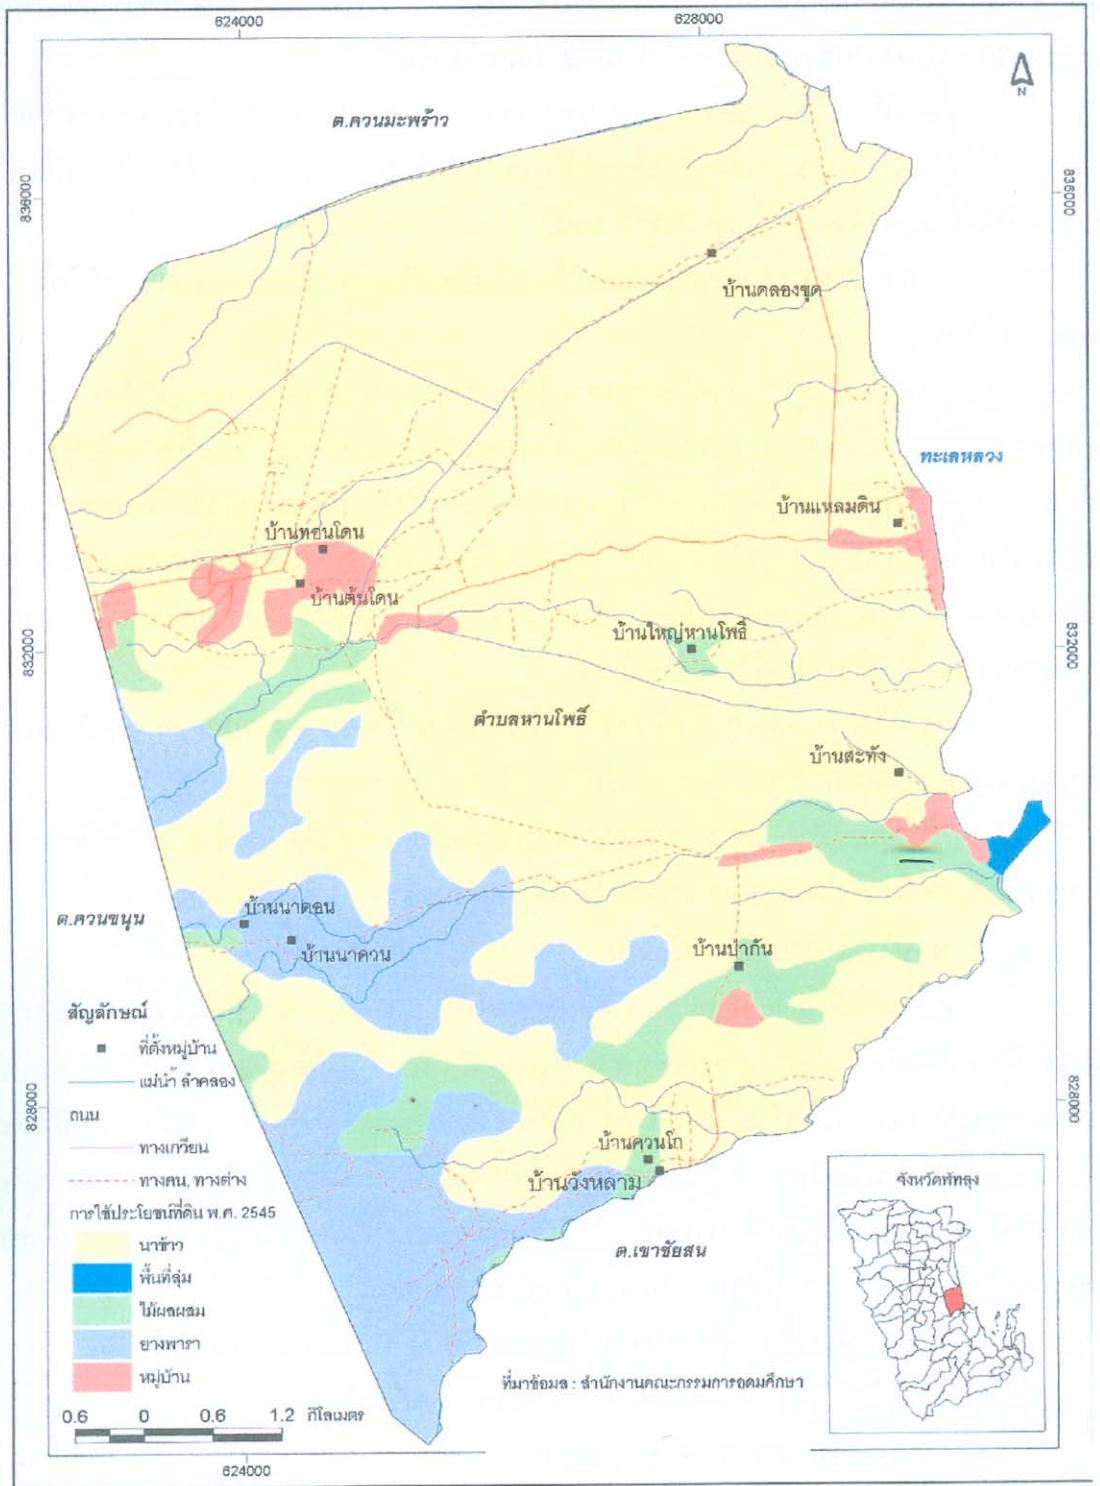 624000
628000
N
ต.ควนมะพร้าว
836000
836000
บ้านคลองขุด
ทะเลหลวง
บ้านแหลมดิน
บ้านทอนโดน
บ้านต้นโดน
บ้านใหญ่หานโพธิ์
832000
832000
ตำบลหานโพธิ์
บ้านสะทัง
ต.ควนขนุน
บ้านนาดอน
บ้านนาควน
บ้านป่ากัน
สัญลักษณ์
ที่ตั้งหมู่บ้าน
แม่น้ำ ลำคลอง
828000
828000
ถนน
ทางเกวียน
บ้านควนโก
ทางคน, ทางต่าง
บ้านวังหลาม
จังหวัดพัทลุง
การใช้ประโยชน์ที่ดิน พ.ศ. 2545
นาข้าว
ต.เขาชัยสน
พื้นที่ลุ่ม
ไม้ผลผสม
ยางพารา
หมู่บ้าน
ที่มาข้อมูล : สำนักงานคณะกรรมการอุดมศึกษา
0.6 0 0.6 1.2 กิโลเมตร
624000